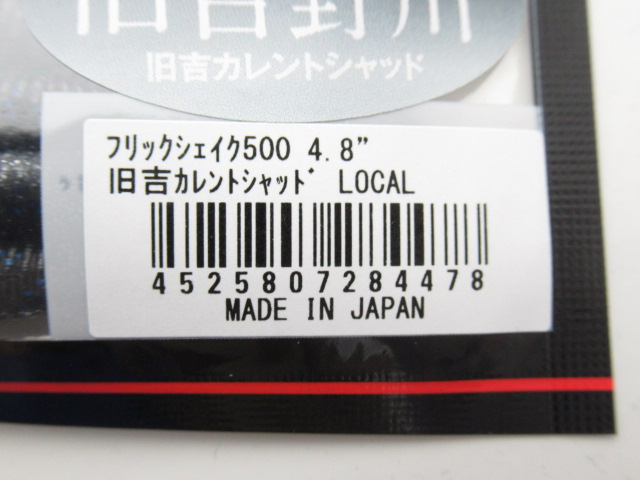 旧吉野川
旧吉カレントシャッド
ﾌﾘｯｸｼｪｲｸ500 4.8”
旧吉ｶﾚﾝﾄｼｬｯﾄﾞ LOCAL
4525807284478
MADE IN JAPAN